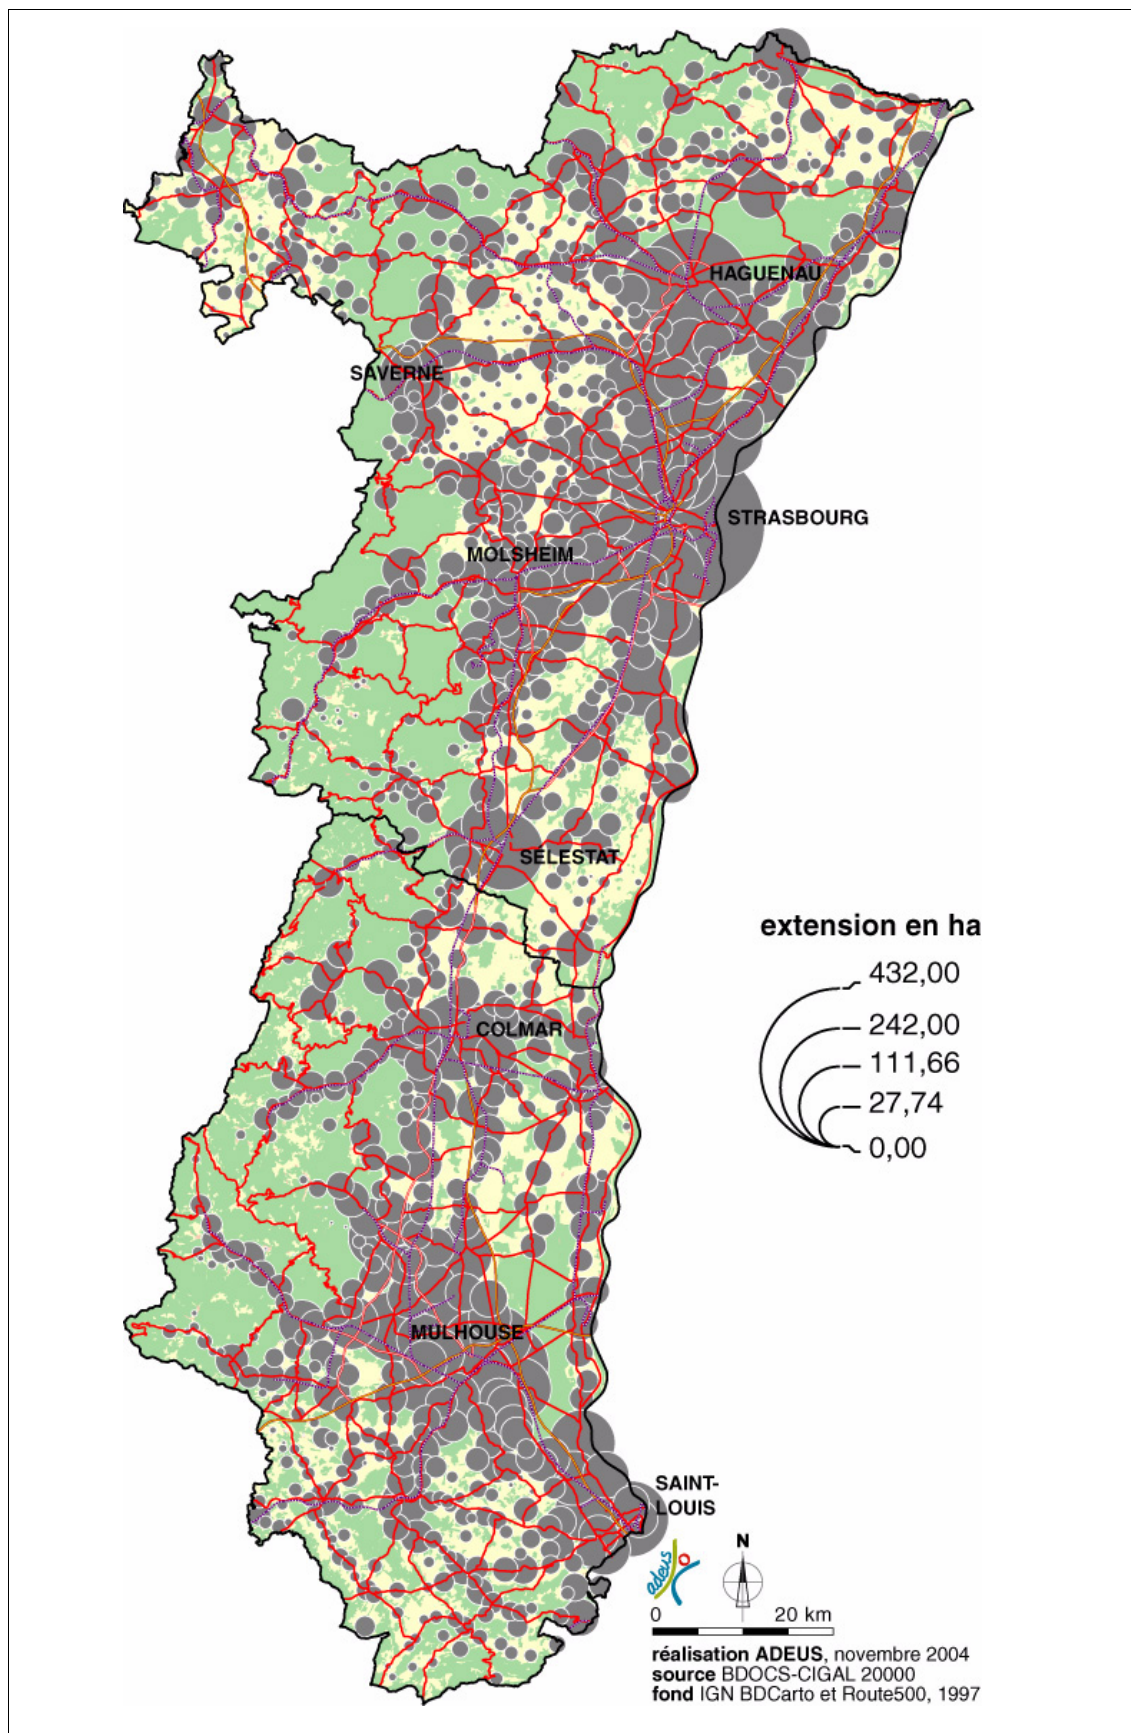 HAGUENAU
SAVERNE
STRASBOURG
MOLSHEIM
SELESTAT
extension en ha
432,00
242,00
111,66
27,74
0,00
COLMAR
MULHOUSE
SAINT-
LOUIS
adeus
N
0 20 km
réalisation ADEUS, novembre 2004
source BDOCS-CIGAL 20000
fond IGN BDCarto et Route500, 1997